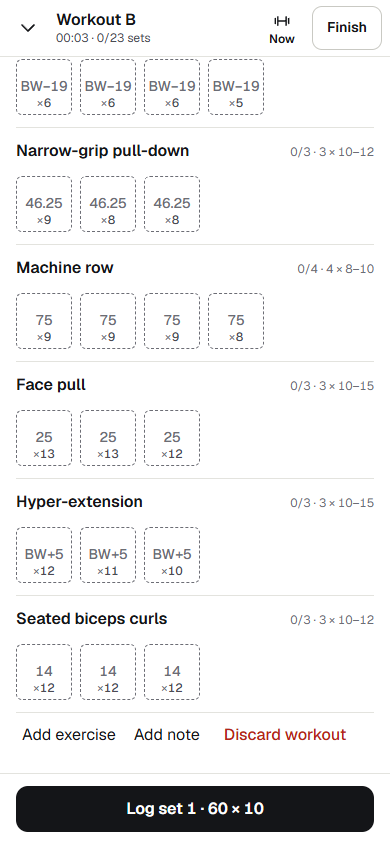 Workout B
00:03 · 0/23 sets
Now
Finish
BW−19 BW−19 BW−19 BW−19
×6 ×6 ×6 ×5
Narrow-grip pull-down 0/3 · 3 × 10–12
46.25 46.25 46.25
×9 ×8 ×8
Machine row 0/4 · 4 × 8–10
75 75 75 75
×9 ×9 ×9 ×8
Face pull 0/3 · 3 × 10–15
25 25 25
×13 ×13 ×12
Hyper-extension 0/3 · 3 × 10–15
BW+5 BW+5 BW+5
×12 ×11 ×10
Seated biceps curls 0/3 · 3 × 10–12
14 14 14
×12 ×12 ×12
Add exercise Add note Discard workout
Log set 1 · 60 × 10